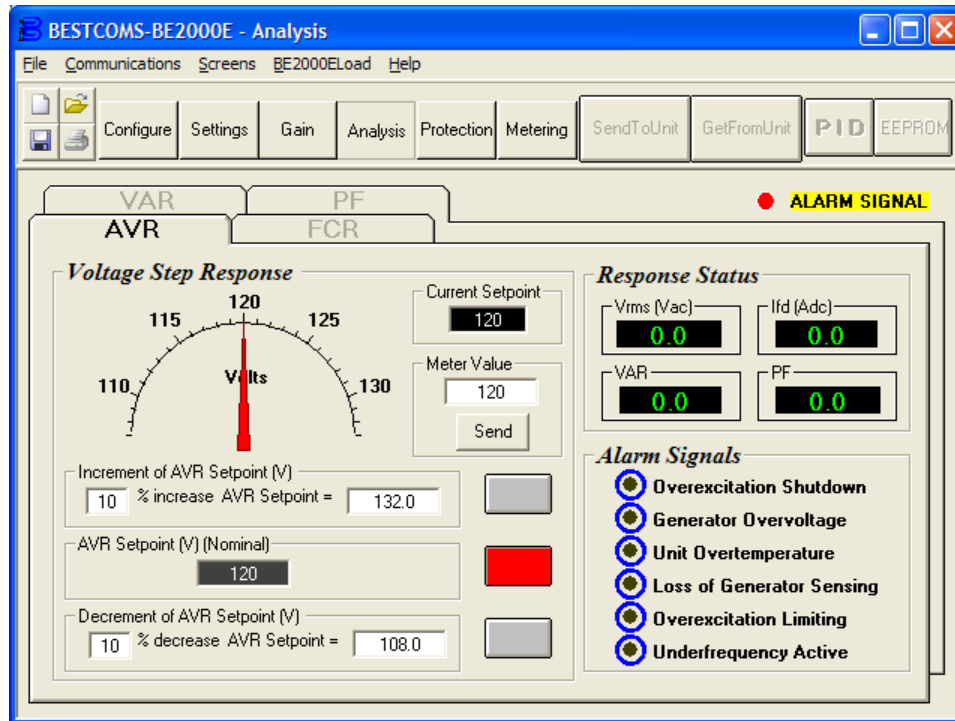 BESTCOMS-BE2000E - Analysis
File Communications Screens BE2000ELoad Help
Configure Settings Gain Analysis Protection Metering SendToUnit GetFromUnit PID EEPROM
VAR PF
ALARM SIGNAL
AVR FCR
Voltage Step Response
110 115 120 125 130
Volts
Current Setpoint
120
Meter Value
120
Send
Increment of AVR Setpoint (V)
10 % increase AVR Setpoint = 132.0
AVR Setpoint (V) (Nominal)
120
Decrement of AVR Setpoint (V)
10 % decrease AVR Setpoint = 108.0
Response Status
Vrms (Vac) Ifd (Adc)
0.0 0.0
VAR PF
0.0 0.0
Alarm Signals
Overexcitation Shutdown
Generator Overvoltage
Unit Overtemperature
Loss of Generator Sensing
Overexcitation Limiting
Underfrequency Active